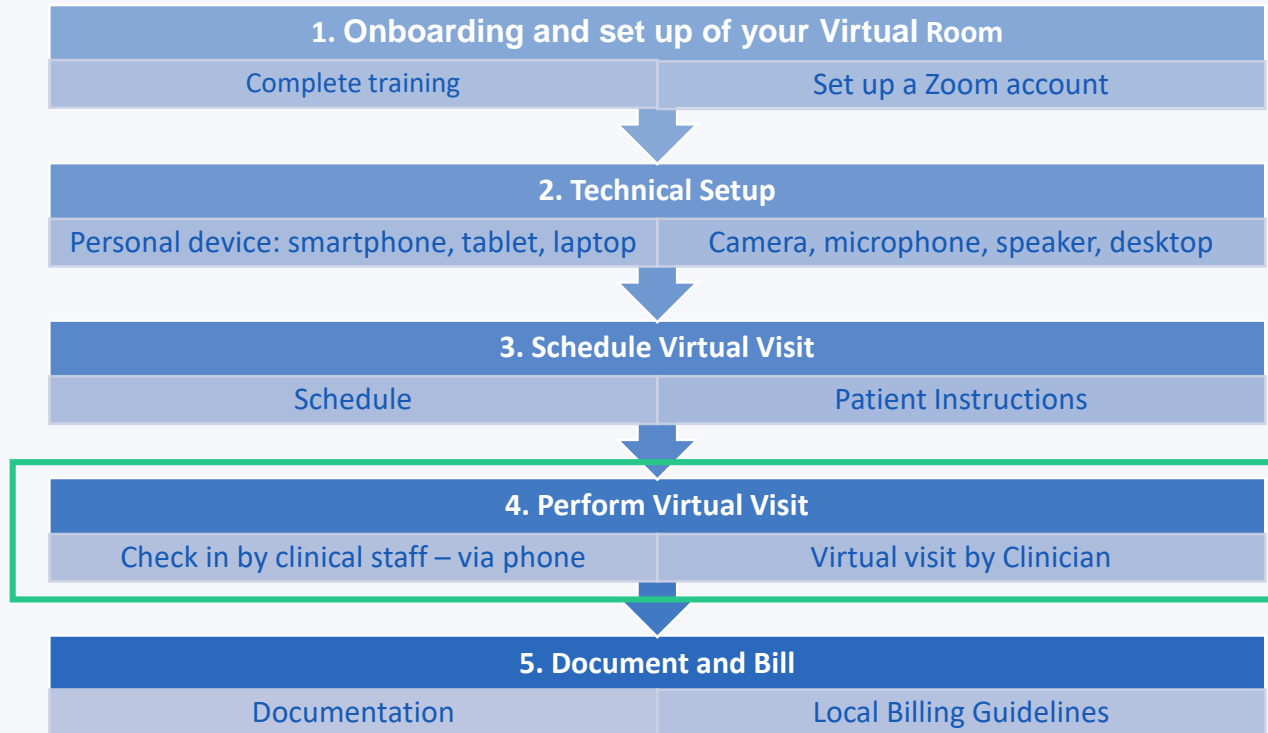 1. Onboarding and set up of your Virtual Room
Complete training
Set up a Zoom account
2. Technical Setup
Personal device: smartphone, tablet, laptop
Camera, microphone, speaker, desktop
3. Schedule Virtual Visit
Schedule
Patient Instructions
4. Perform Virtual Visit
Check in by clinical staff – via phone
Virtual visit by Clinician
5. Document and Bill
Documentation
Local Billing Guidelines